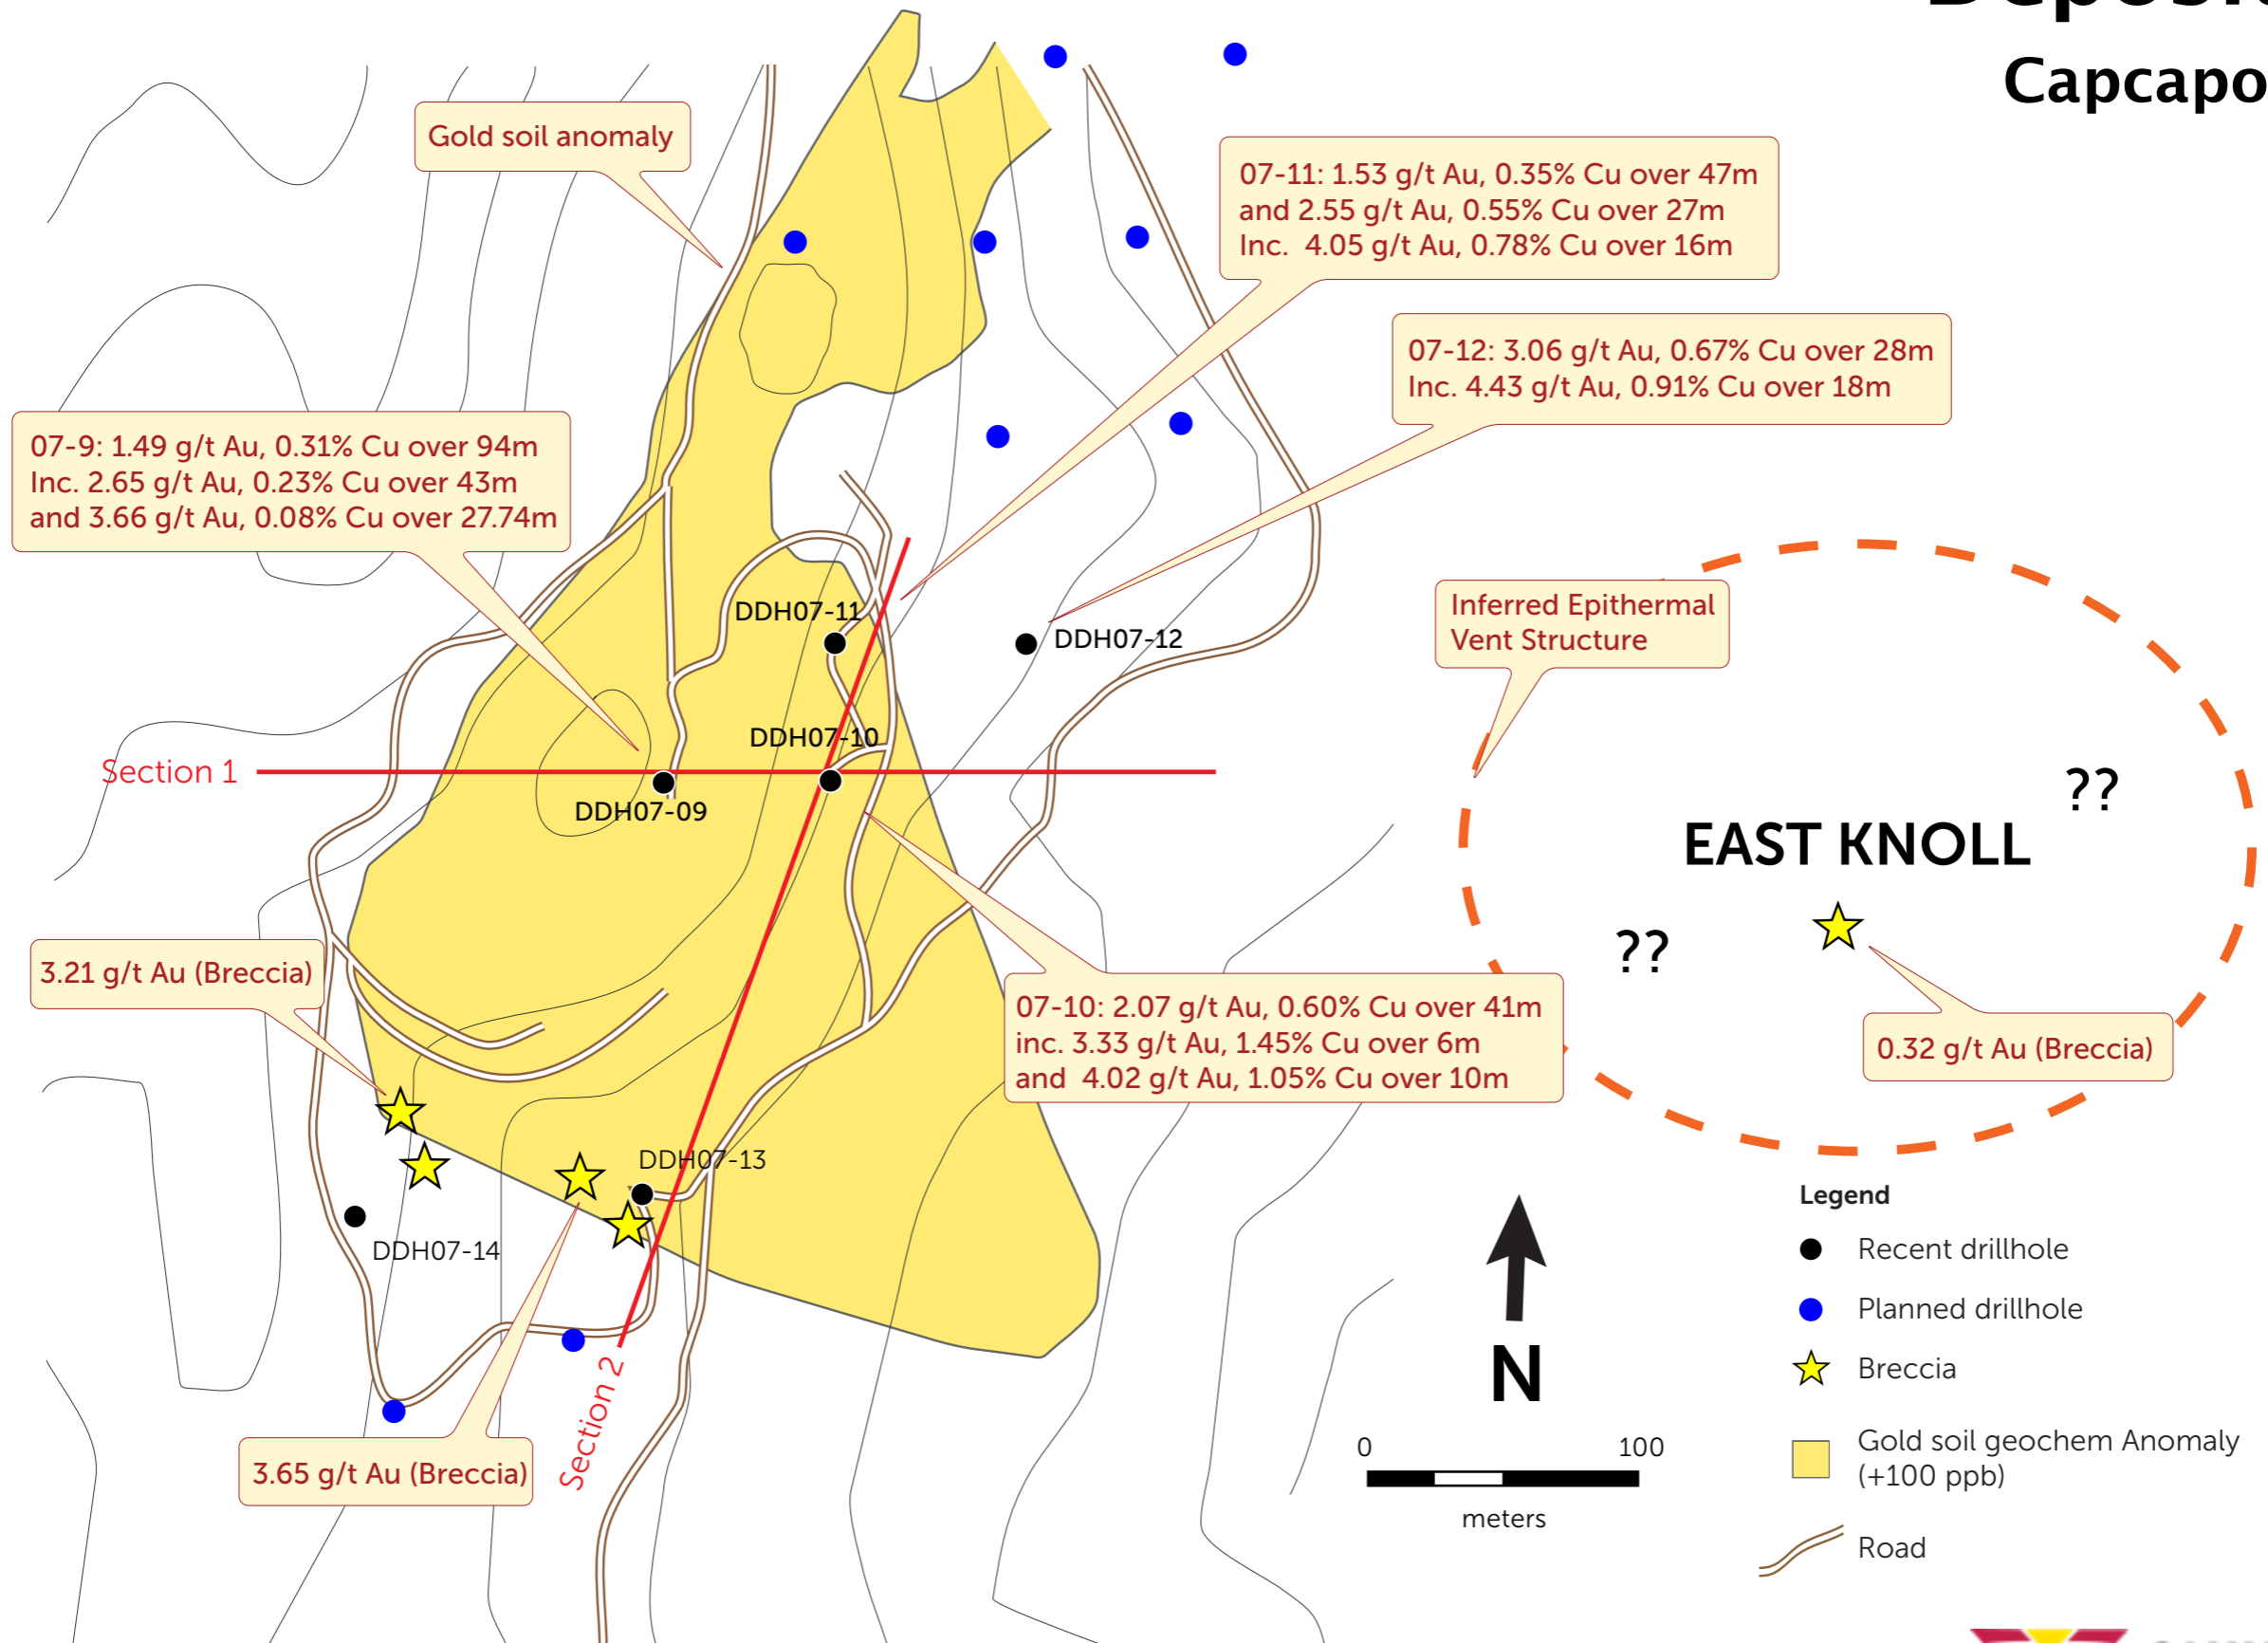 Capcapo
Gold soil anomaly
07-11: 1.53 g/t Au, 0.35% Cu over 47m
and 2.55 g/t Au, 0.55% Cu over 27m
Inc.  4.05 g/t Au, 0.78% Cu over 16m
07-12: 3.06 g/t Au, 0.67% Cu over 28m
Inc. 4.43 g/t Au, 0.91% Cu over 18m
07-9: 1.49 g/t Au, 0.31% Cu over 94m
Inc. 2.65 g/t Au, 0.23% Cu over 43m
and 3.66 g/t Au, 0.08% Cu over 27.74m
Inferred Epithermal
Vent Structure
DDH07-11
DDH07-12
DDH07-10
Section 1
DDH07-09
??
EAST KNOLL
??
3.21 g/t Au (Breccia)
07-10: 2.07 g/t Au, 0.60% Cu over 41m
inc. 3.33 g/t Au, 1.45% Cu over 6m
and  4.02 g/t Au, 1.05% Cu over 10m
0.32 g/t Au (Breccia)
DDH07-13
DDH07-14
Section 2
3.65 g/t Au (Breccia)
N
0 100
meters
Legend
Recent drillhole
Planned drillhole
Breccia
Gold soil geochem Anomaly
(+100 ppb)
Road